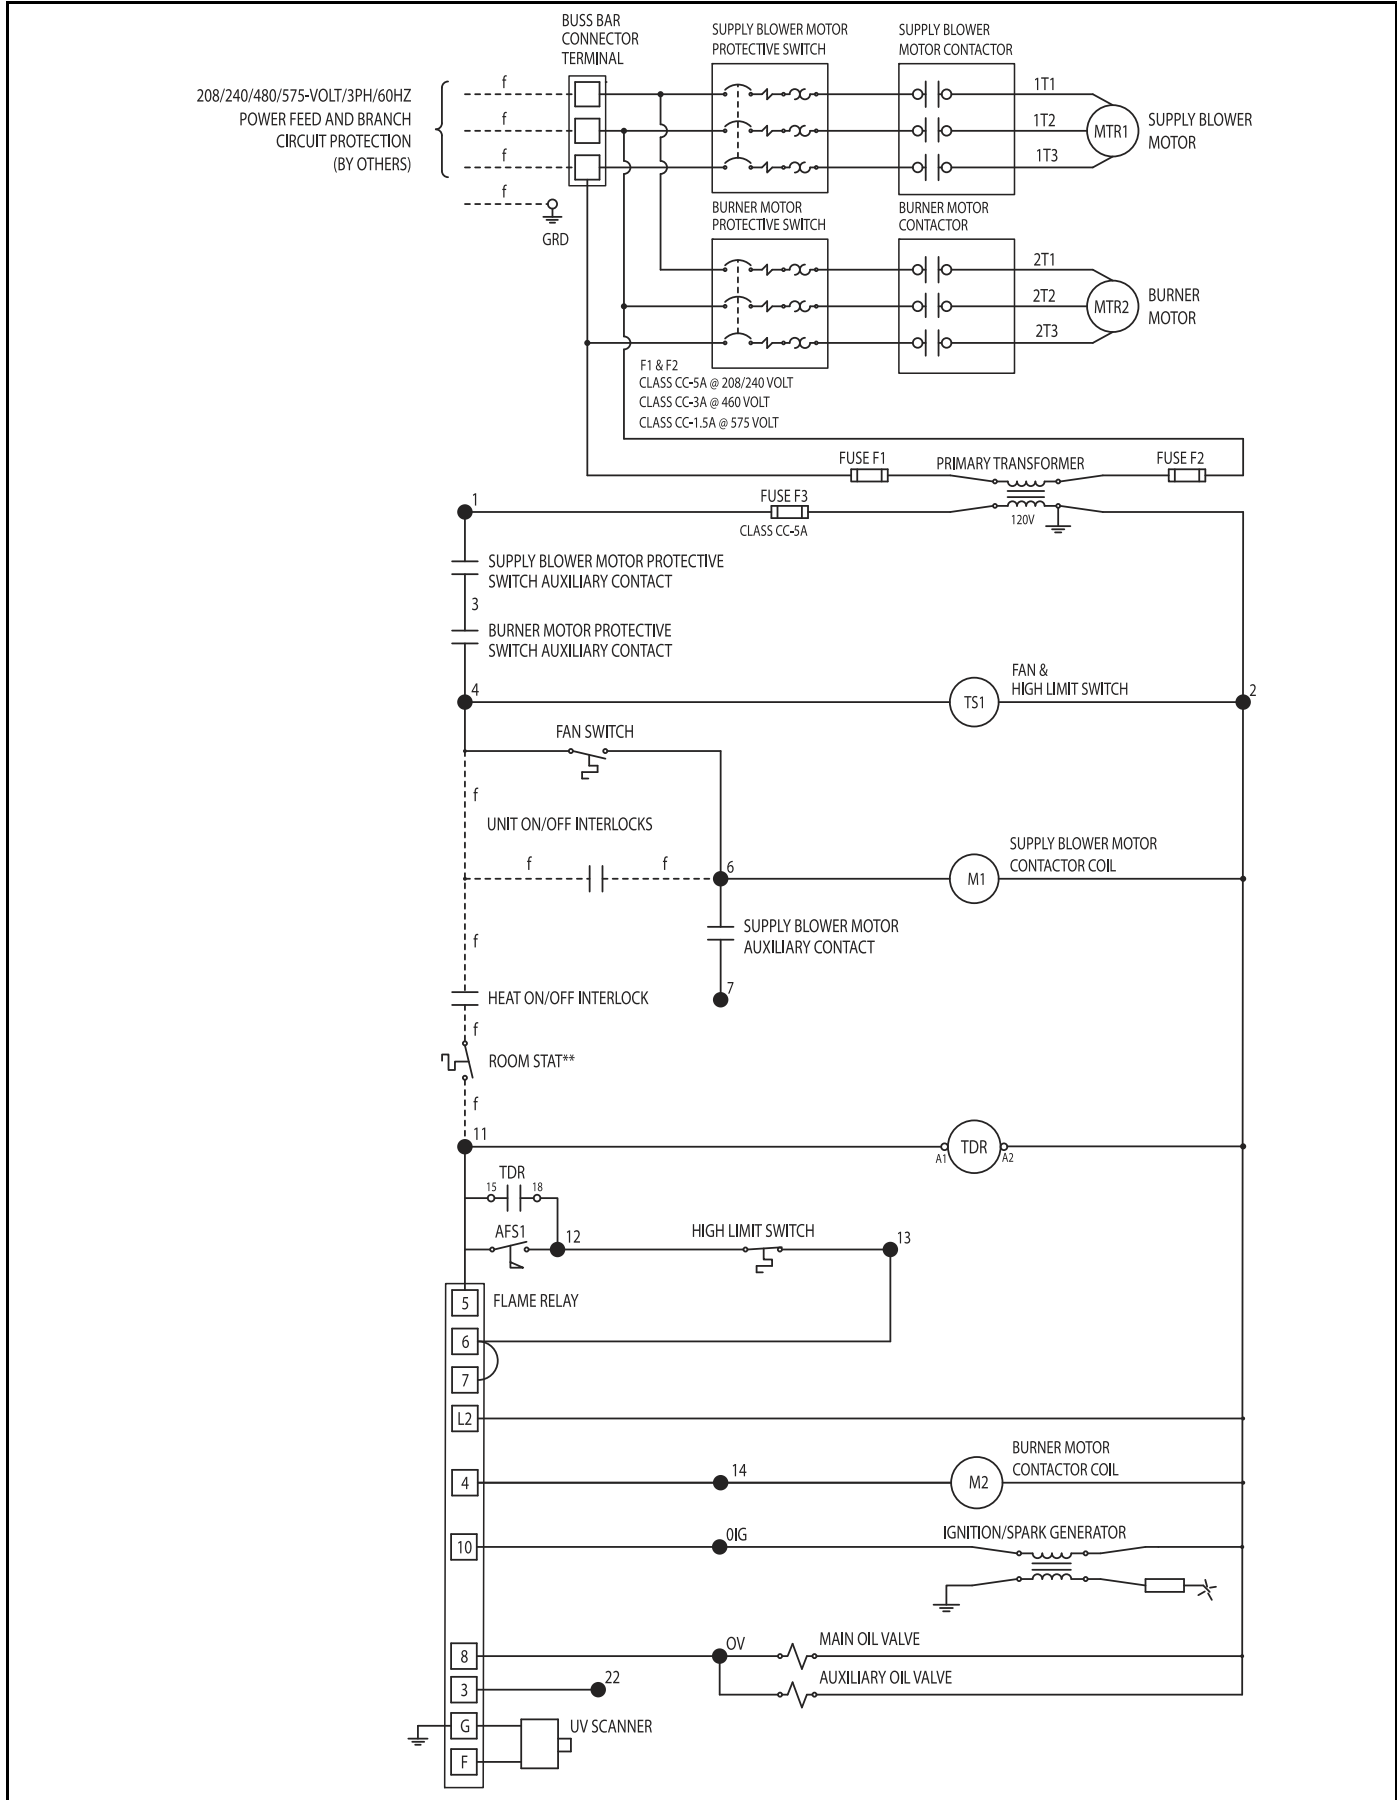 BUSS BAR
CONNECTOR
TERMINAL
SUPPLY BLOWER MOTOR
PROTECTIVE SWITCH
SUPPLY BLOWER
MOTOR CONTACTOR
208/240/480/575-VOLT/3PH/60HZ
POWER FEED AND BRANCH
CIRCUIT PROTECTION
(BY OTHERS)
f
f
f
f
GRD
1T1
1T2
1T3
MTR1
SUPPLY BLOWER
MOTOR
BURNER MOTOR
PROTECTIVE SWITCH
BURNER MOTOR
CONTACTOR
2T1
2T2
2T3
MTR2
BURNER
MOTOR
F1 & F2
CLASS CC-5A @ 208/240 VOLT
CLASS CC-3A @ 460 VOLT
CLASS CC-1.5A @ 575 VOLT
FUSE F1
PRIMARY TRANSFORMER
FUSE F2
1
FUSE F3
CLASS CC-5A
120V
SUPPLY BLOWER MOTOR PROTECTIVE
SWITCH AUXILIARY CONTACT
3
BURNER MOTOR PROTECTIVE
SWITCH AUXILIARY CONTACT
4
TS1
FAN &
HIGH LIMIT SWITCH
2
FAN SWITCH
f
UNIT ON/OFF INTERLOCKS
f
f
6
M1
SUPPLY BLOWER MOTOR
CONTACTOR COIL
SUPPLY BLOWER MOTOR
AUXILIARY CONTACT
f
7
HEAT ON/OFF INTERLOCK
f
ROOM STAT**
f
11
A1
TDR
A2
TDR
15
18
AFS1
12
HIGH LIMIT SWITCH
13
5
FLAME RELAY
6
7
L2
4
14
M2
BURNER MOTOR
CONTACTOR COIL
10
0IG
IGNITION/SPARK GENERATOR
8
OV
MAIN OIL VALVE
AUXILIARY OIL VALVE
3
22
G
UV SCANNER
F